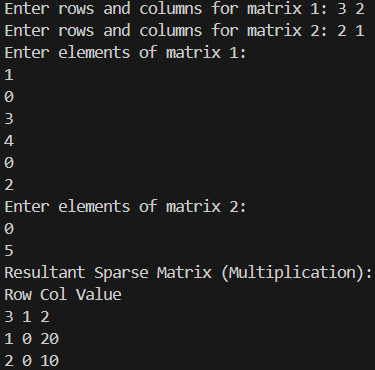 Enter rows and columns for matrix 1: 3 2
Enter rows and columns for matrix 2: 2 1
Enter elements of matrix 1:
1
0
3
4
0
2
Enter elements of matrix 2:
0
5
Resultant Sparse Matrix (Multiplication):
Row Col Value
3 1 2
1 0 20
2 0 10